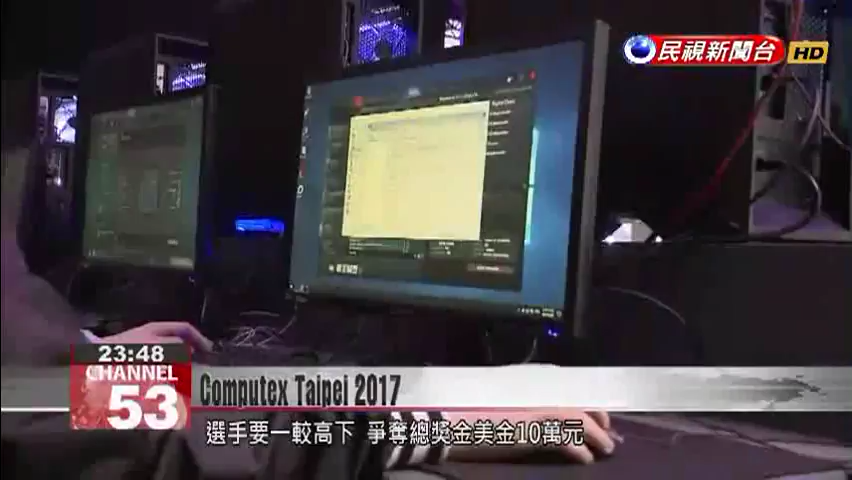 民視新聞台 HD
23:48
CHANNEL
53
Computex Taipei 2017
選手要一較高下 爭奪總獎金美金10萬元